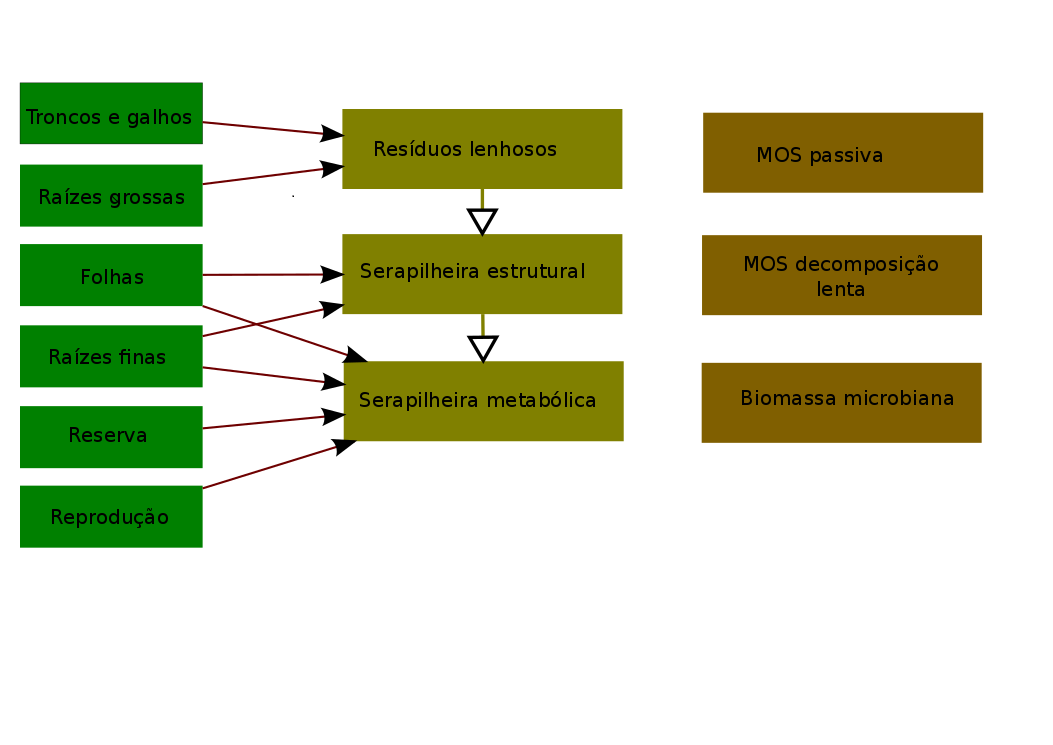 Troncos e galhos
Raízes grossas
Folhas
Raízes finas
Reserva
Reprodução
Resíduos lenhosos
Serapilheira estrutural
Serapilheira metabólica
MOS passiva
MOS decomposição
lenta
Biomassa microbiana